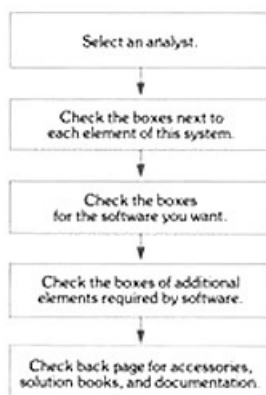 Select an analyst.
Check the boxes next to
each element of this system.
Check the boxes
for the software you want.
Check the boxes of additional
elements required by software.
Check back page for accessories,
solution books, and documentation.